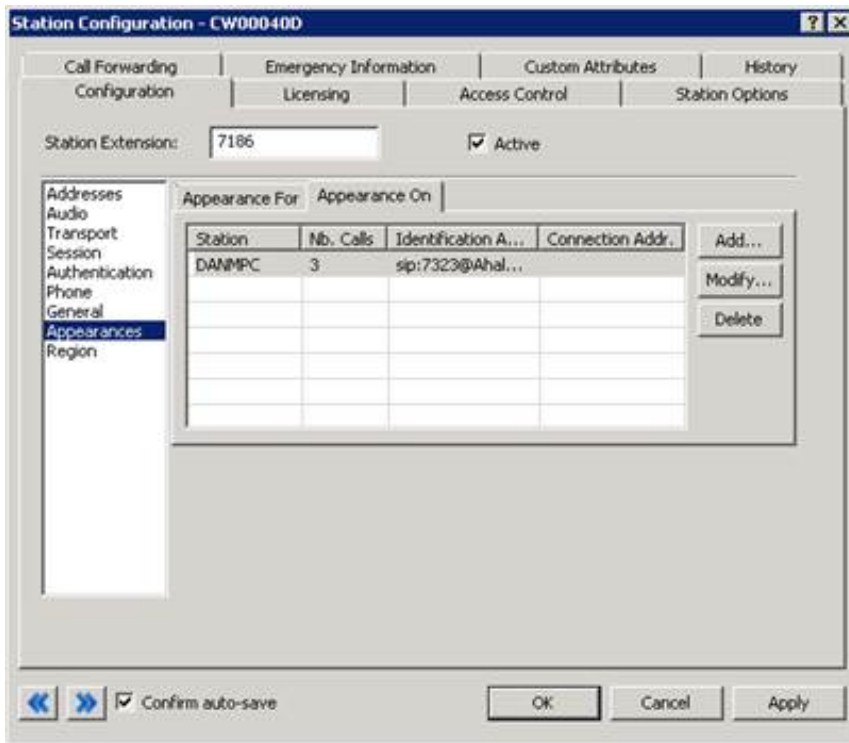 Station Configuration - CW00040D
Call Forwarding Emergency Information Custom Attributes History
Configuration Licensing Access Control Station Options
Station Extension: 7186 Active
Addresses
Audio
Transport
Session
Authentication
Phone
General
Appearances
Region
Appearance For Appearance On
Station Nb. Calls Identification A... Connection Addr.
DANMPC 3 sip:7323@Ahal...
Add...
Modify...
Delete
Confirm auto-save OK Cancel Apply